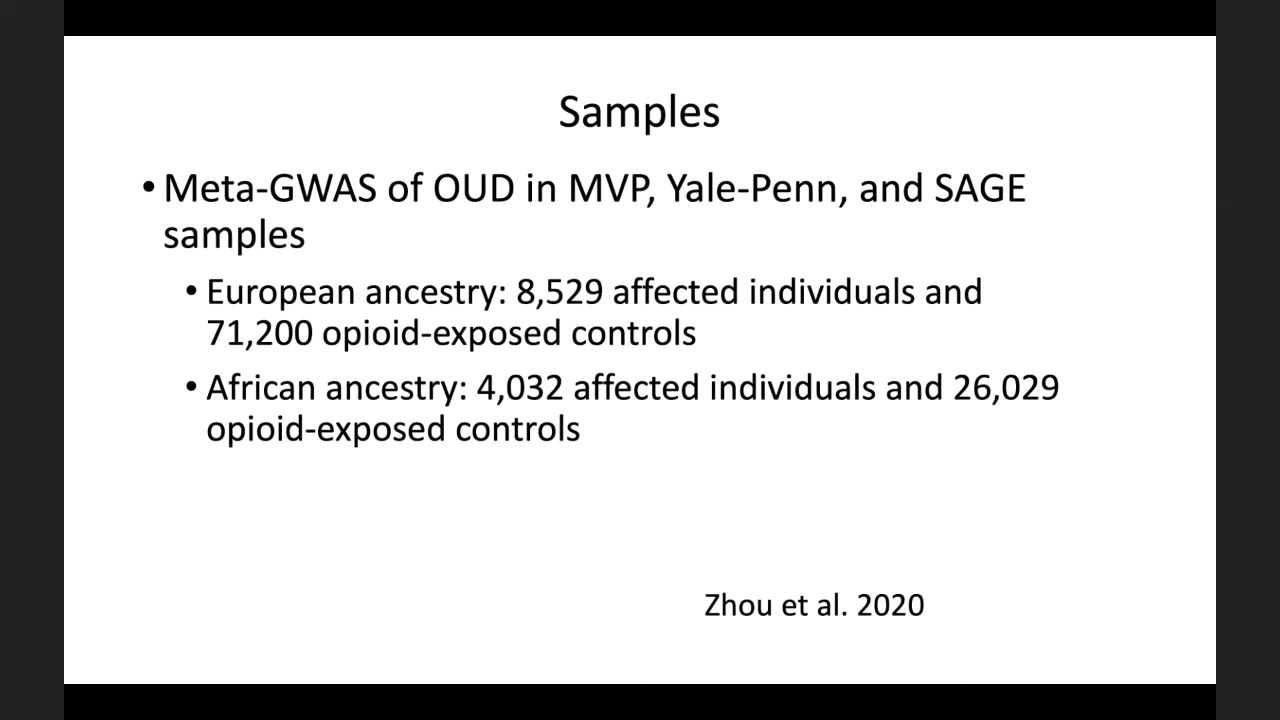 Samples
• Meta-GWAS of OUD in MVP, Yale-Penn, and SAGE
samples
• European ancestry: 8,529 affected individuals and
71,200 opioid-exposed controls
• African ancestry: 4,032 affected individuals and 26,029
opioid-exposed controls
Zhou et al. 2020